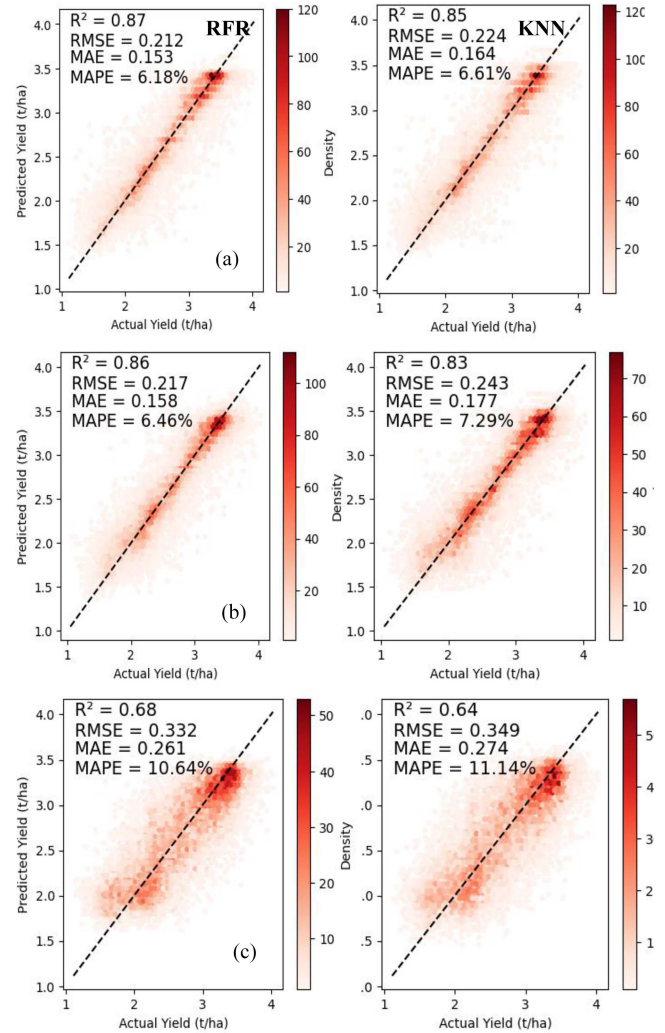 RFR
R² = 0.87
RMSE = 0.212
MAE = 0.153
MAPE = 6.18%
4.0
3.5
3.0
2.5
2.0
1.5
1.0
Predicted Yield (t/ha)
1
2
3
4
Actual Yield (t/ha)
120
100
80
60
40
20
Density
(a)
KNN
R² = 0.85
RMSE = 0.224
MAE = 0.164
MAPE = 6.61%
4.0
3.5
3.0
2.5
2.0
1.5
1.0
1
2
3
4
Actual Yield (t/ha)
120
100
80
60
40
20
R² = 0.86
RMSE = 0.217
MAE = 0.158
MAPE = 6.46%
4.0
3.5
3.0
2.5
2.0
1.5
1.0
Predicted Yield (t/ha)
1
2
3
4
Actual Yield (t/ha)
100
80
60
40
20
Density
(b)
R² = 0.83
RMSE = 0.243
MAE = 0.177
MAPE = 7.29%
4.0
3.5
3.0
2.5
2.0
1.5
1.0
1
2
3
4
Actual Yield (t/ha)
70
60
50
40
30
20
10
R² = 0.68
RMSE = 0.332
MAE = 0.261
MAPE = 10.64%
4.0
3.5
3.0
2.5
2.0
1.5
1.0
Predicted Yield (t/ha)
1
2
3
4
Actual Yield (t/ha)
50
40
30
20
10
Density
(c)
R² = 0.64
RMSE = 0.349
MAE = 0.274
MAPE = 11.14%
.0
.5
.0
.5
.0
.5
.0
1
2
3
4
Actual Yield (t/ha)
5
4
3
2
1